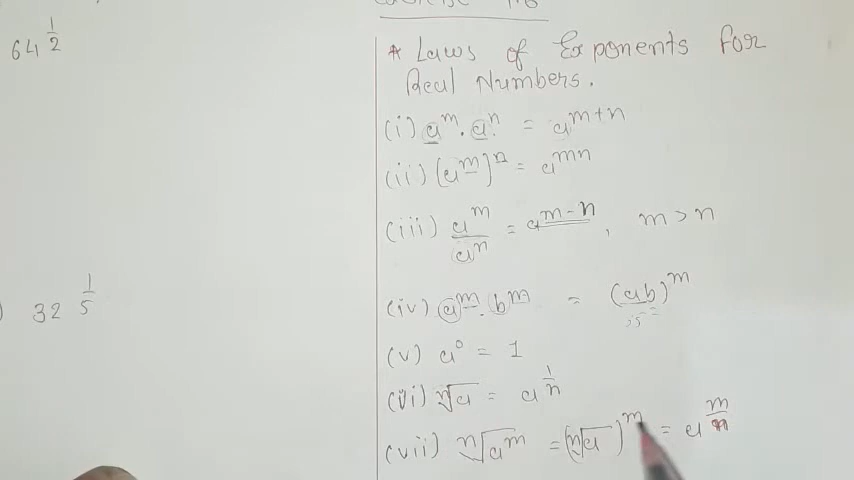 64^(1/2)
* Laws of Exponents for
Real Numbers.
(i) a^m . a^n = a^(m+n)
(ii) (a^m)^n = a^(mn)
(iii) a^m/a^n = a^(m-n), m > n
) 32^(1/5)
(iv) a^m . b^m = (ab)^m
(v) a^0 = 1
(vi) ⁿ√a = a^(1/n)
(vii) ⁿ√(a^m) = (ⁿ√a)^m = a^(m/n)